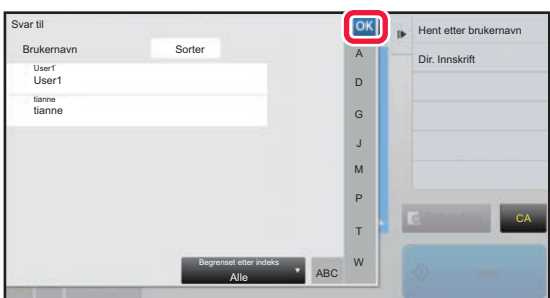 Svar til
OK
Brukernavn
Sorter
User1
User1
tianne
tianne
A
D
G
J
M
P
T
W
Begrenset etter indeks
Alle
ABC
Hent etter brukernavn
Dir. Innskrift
CA
Start